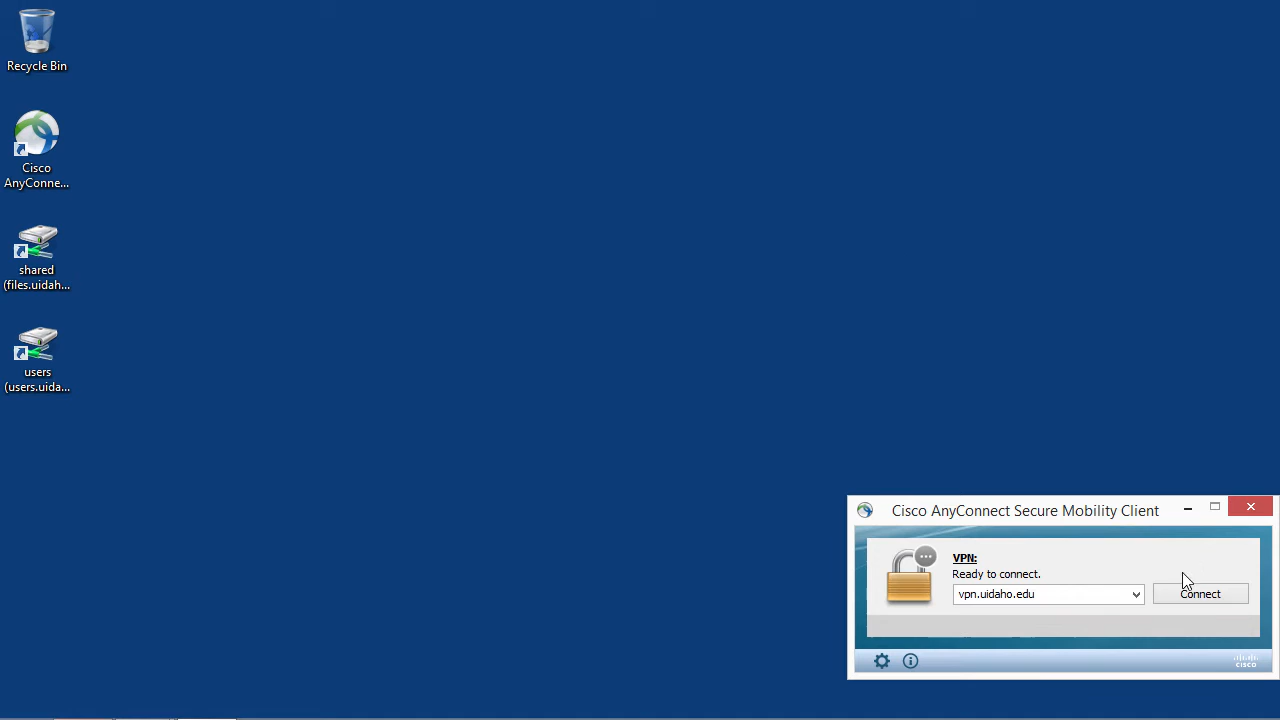 Recycle Bin
Cisco
AnyConne...
shared
(files.uidah...
users
(users.uida...
Cisco AnyConnect Secure Mobility Client
VPN:
Ready to connect.
vpn.uidaho.edu
Connect
cisco